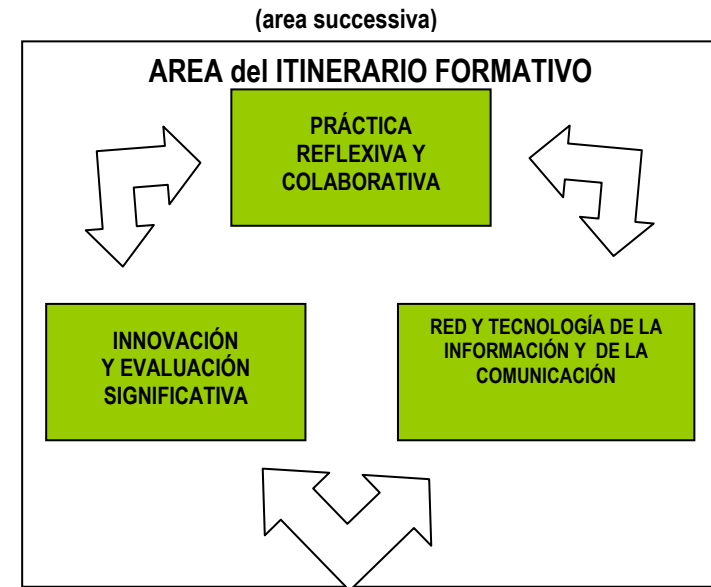 (area successiva)
AREA del ITINERARIO FORMATIVO
PRÁCTICA
REFLEXIVA Y
COLABORATIVA
INNOVACIÓN
Y EVALUACIÓN
SIGNIFICATIVA
RED Y TECNOLOGÍA DE LA
INFORMACIÓN Y DE LA
COMUNICACIÓN